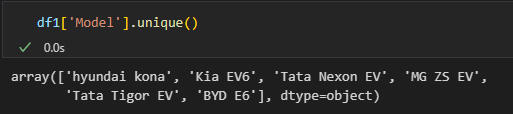 df1['Model'].unique()
0.0s
array(['hyundai kona', 'Kia EV6', 'Tata Nexon EV', 'MG ZS EV',
'Tata Tigor EV', 'BYD E6'], dtype=object)